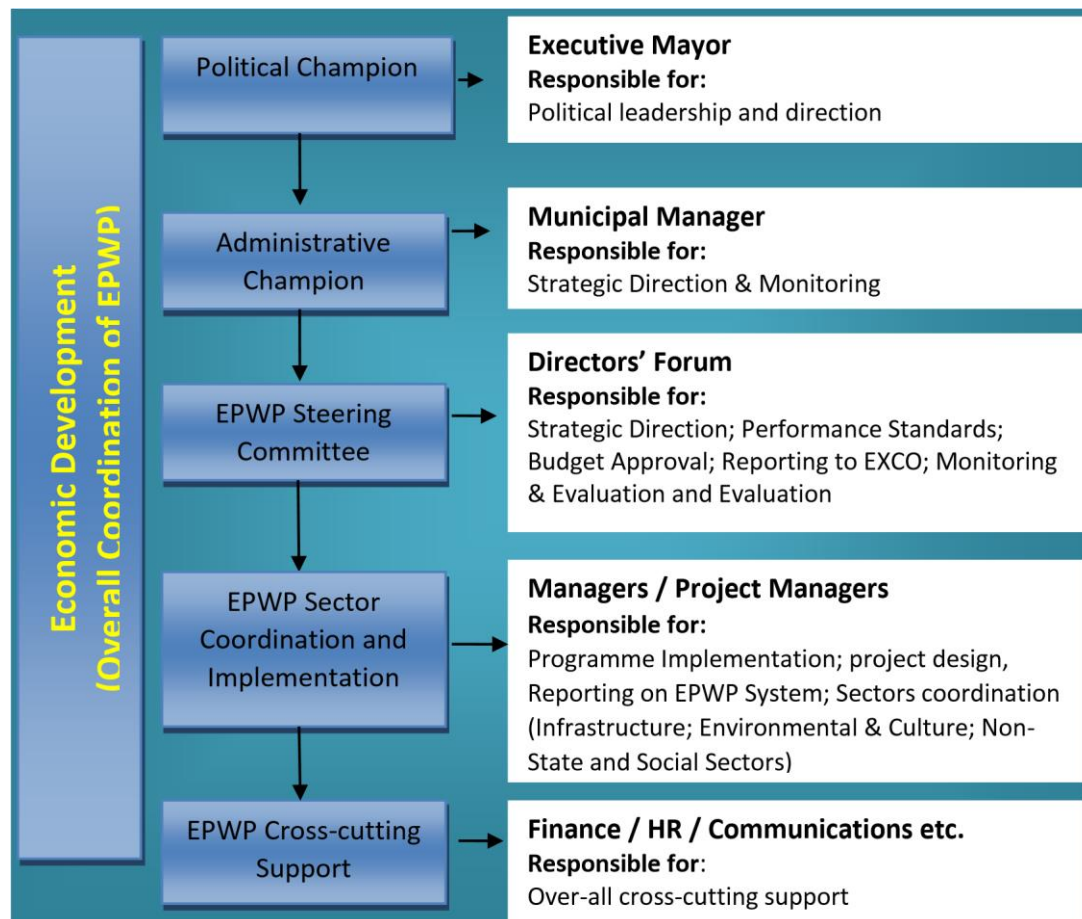 Economic Development
(Overall Coordination of EPWP)
Political Champion
Executive Mayor
Responsible for:
Political leadership and direction
Administrative
Champion
Municipal Manager
Responsible for:
Strategic Direction & Monitoring
EPWP Steering
Committee
Directors’ Forum
Responsible for:
Strategic Direction; Performance Standards;
Budget Approval; Reporting to EXCO; Monitoring
& Evaluation and Evaluation
EPWP Sector
Coordination and
Implementation
Managers / Project Managers
Responsible for:
Programme Implementation; project design,
Reporting on EPWP System; Sectors coordination
(Infrastructure; Environmental & Culture; Non-
State and Social Sectors)
EPWP Cross-cutting
Support
Finance / HR / Communications etc.
Responsible for:
Over-all cross-cutting support